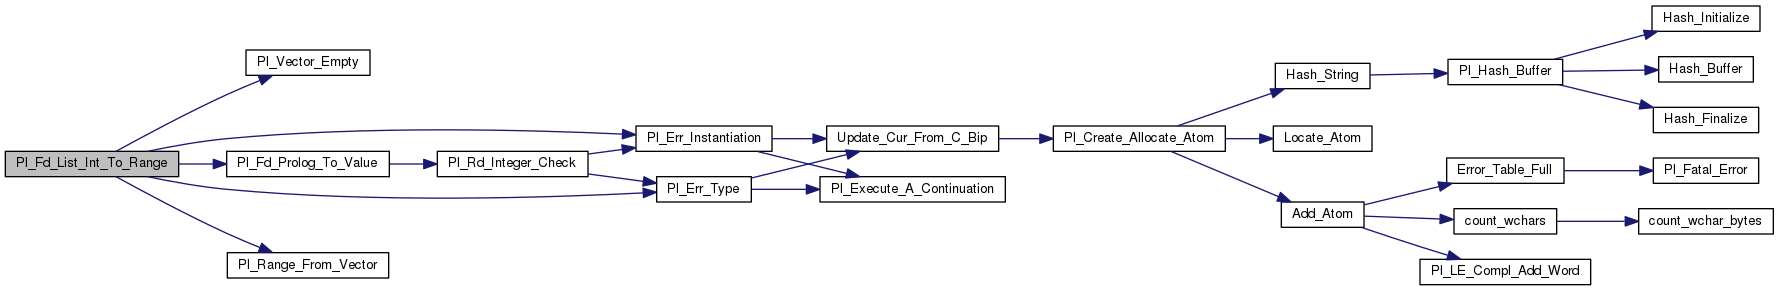 Pl_Fd_List_Int_To_Range
Pl_Vector_Empty
Pl_Fd_Prolog_To_Value
Pl_Range_From_Vector
Pl_Rd_Integer_Check
Pl_Err_Instantiation
Pl_Err_Type
Update_Cur_From_C_Bip
Pl_Execute_A_Continuation
Pl_Create_Allocate_Atom
Hash_String
Locate_Atom
Add_Atom
Pl_Hash_Buffer
Error_Table_Full
count_wchars
Pl_LE_Compl_Add_Word
Hash_Initialize
Hash_Buffer
Hash_Finalize
Pl_Fatal_Error
count_wchar_bytes